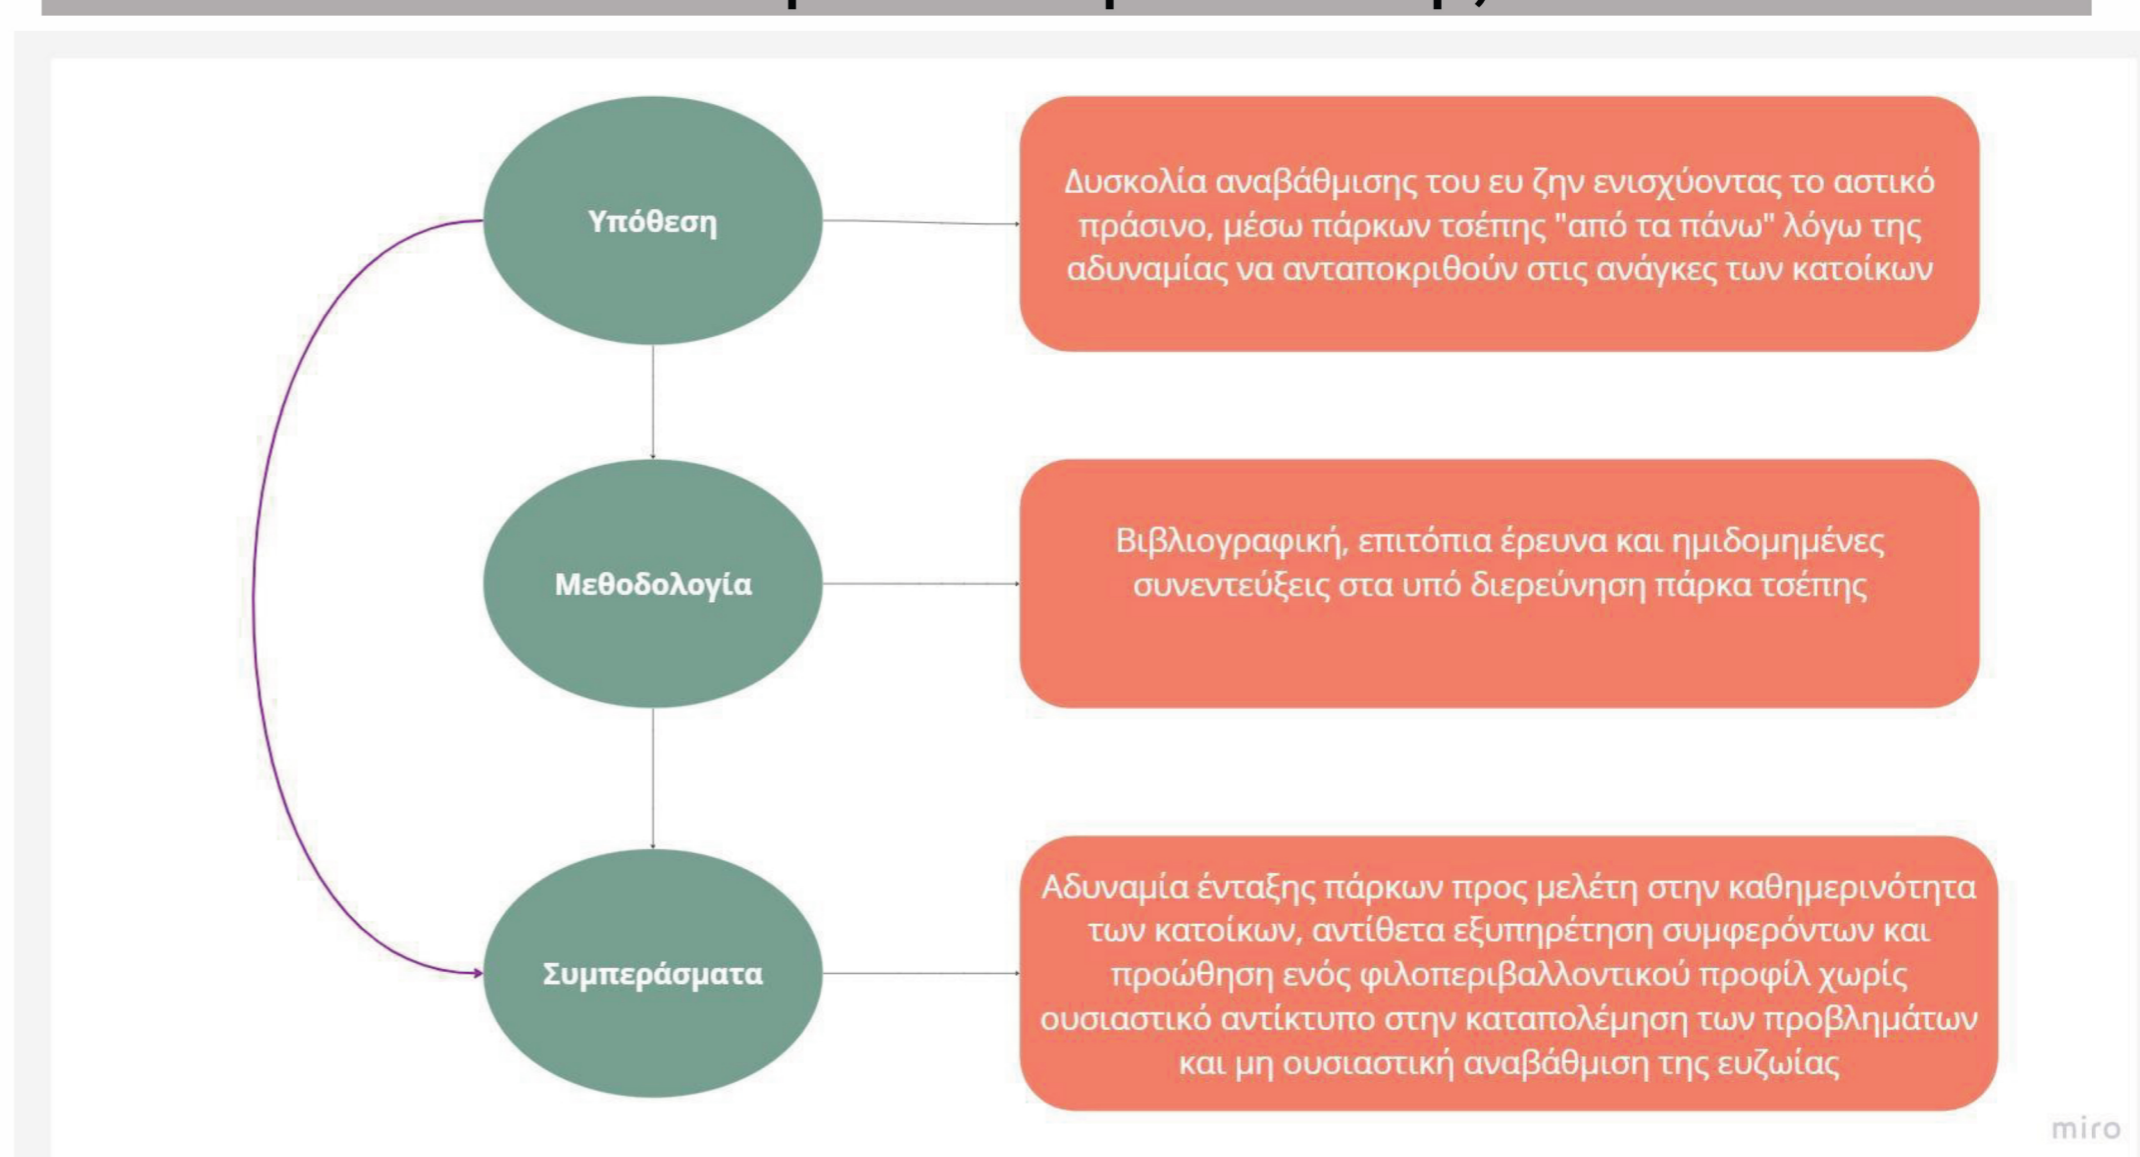 Υπόθεση
Δυσκολία αναβάθμισης του ευ ζην ενισχύοντας το αστικό
πράσινο, μέσω πάρκων τσέπης "από τα πάνω" λόγω της
αδυναμίας να ανταποκριθούν στις ανάγκες των κατοίκων
Μεθοδολογία
Βιβλιογραφική, επιτόπια έρευνα και ημιδομημένες
συνεντεύξεις στα υπό διερεύνηση πάρκα τσέπης
Συμπεράσματα
Αδυναμία ένταξης πάρκων προς μελέτη στην καθημερινότητα
των κατοίκων, αντίθετα εξυπηρέτηση συμφερόντων και
προώθηση ενός φιλοπεριβαλλοντικού προφίλ χωρίς
ουσιαστικό αντίκτυπο στην καταπολέμηση των προβλημάτων
και μη ουσιαστική αναβάθμιση της ευζωίας
miro